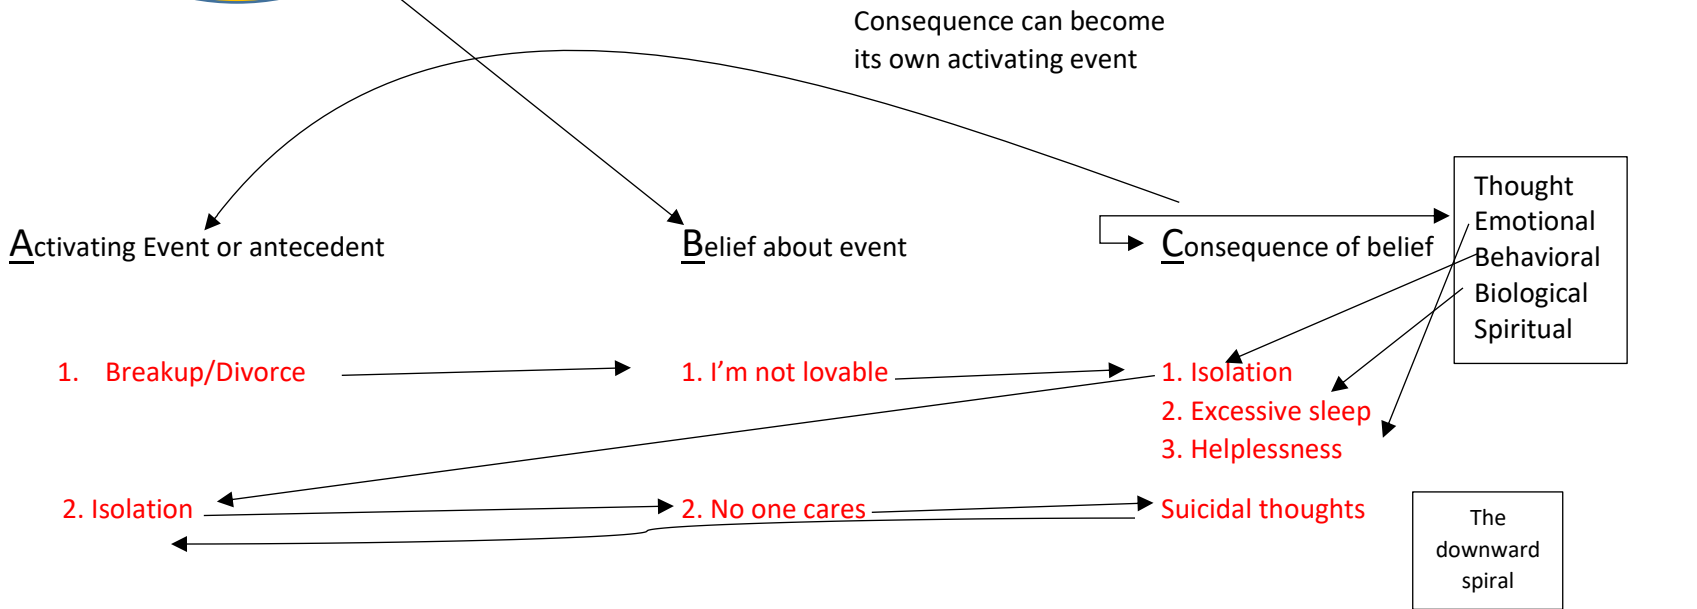 Consequence can become
its own activating event
Activating Event or antecedent
Belief about event
Consequence of belief
Thought
Emotional
Behavioral
Biological
Spiritual
1. Breakup/Divorce
1. I’m not lovable
1. Isolation
2. Excessive sleep
3. Helplessness
2. Isolation
2. No one cares
Suicidal thoughts
The
downward
spiral